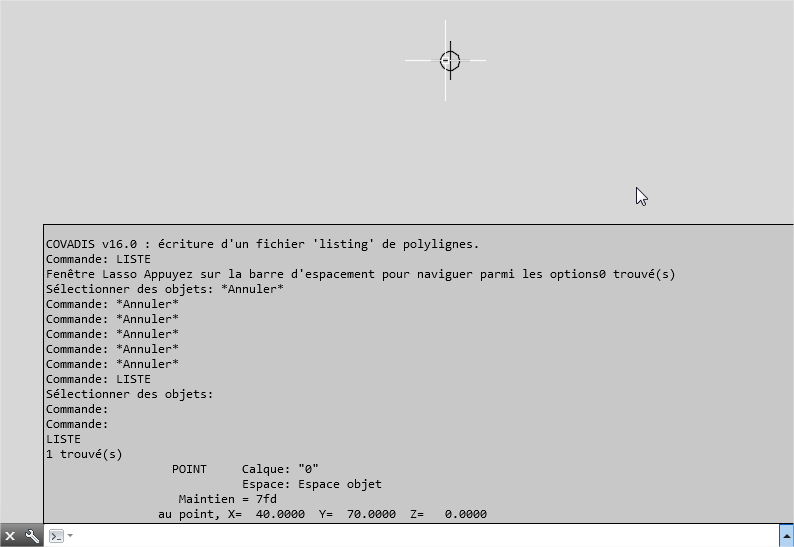 COVADIS v16.0 : écriture d'un fichier 'listing' de polylignes.
Commande: LISTE
Fenêtre Lasso Appuyez sur la barre d'espacement pour naviguer parmi les options0 trouvé(s)
Sélectionner des objets: *Annuler*
Commande: *Annuler*
Commande: *Annuler*
Commande: *Annuler*
Commande: *Annuler*
Commande: *Annuler*
Commande: LISTE
Sélectionner des objets:
Commande:
Commande:
LISTE
1 trouvé(s)
POINT Calque: "0"
Espace: Espace objet
Maintien = 7fd
au point, X= 40.0000 Y= 70.0000 Z= 0.0000